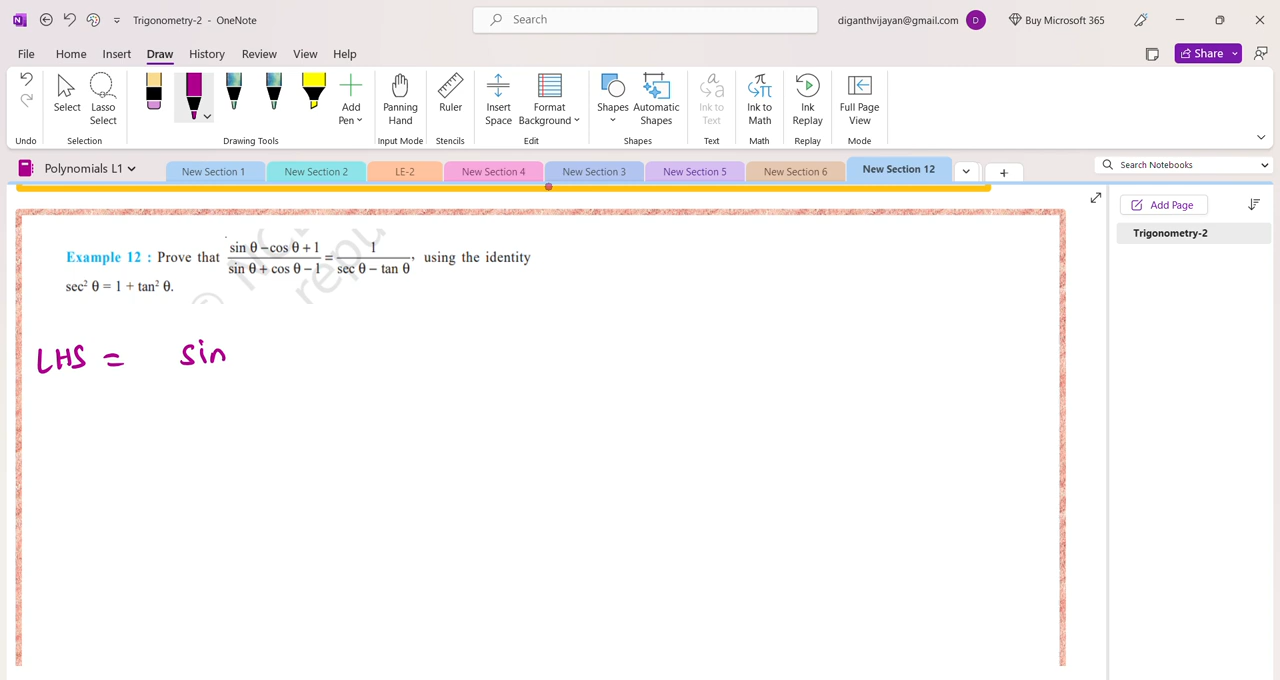 Trigonometry-2 - OneNote
Search
diganthvijayan@gmail.com D Buy Microsoft 365
File Home Insert Draw History Review View Help
Share
Undo
Select Lasso Select
Selection
Drawing Tools
Add Pen
Panning Hand
Input Mode
Ruler
Stencils
Insert Space Format Background
Edit
Shapes Automatic Shapes
Shapes
Ink to Text
Text
Ink to Math
Math
Ink Replay
Replay
Full Page View
Mode
Polynomials L1 New Section 1 New Section 2 LE-2 New Section 4 New Section 3 New Section 5 New Section 6 New Section 12 +
Search Notebooks
Add Page
Trigonometry-2
Example 12 : Prove that (sin θ – cos θ + 1)/(sin θ + cos θ – 1) = 1/(sec θ – tan θ), using the identity
sec² θ = 1 + tan² θ.
LHS = sin